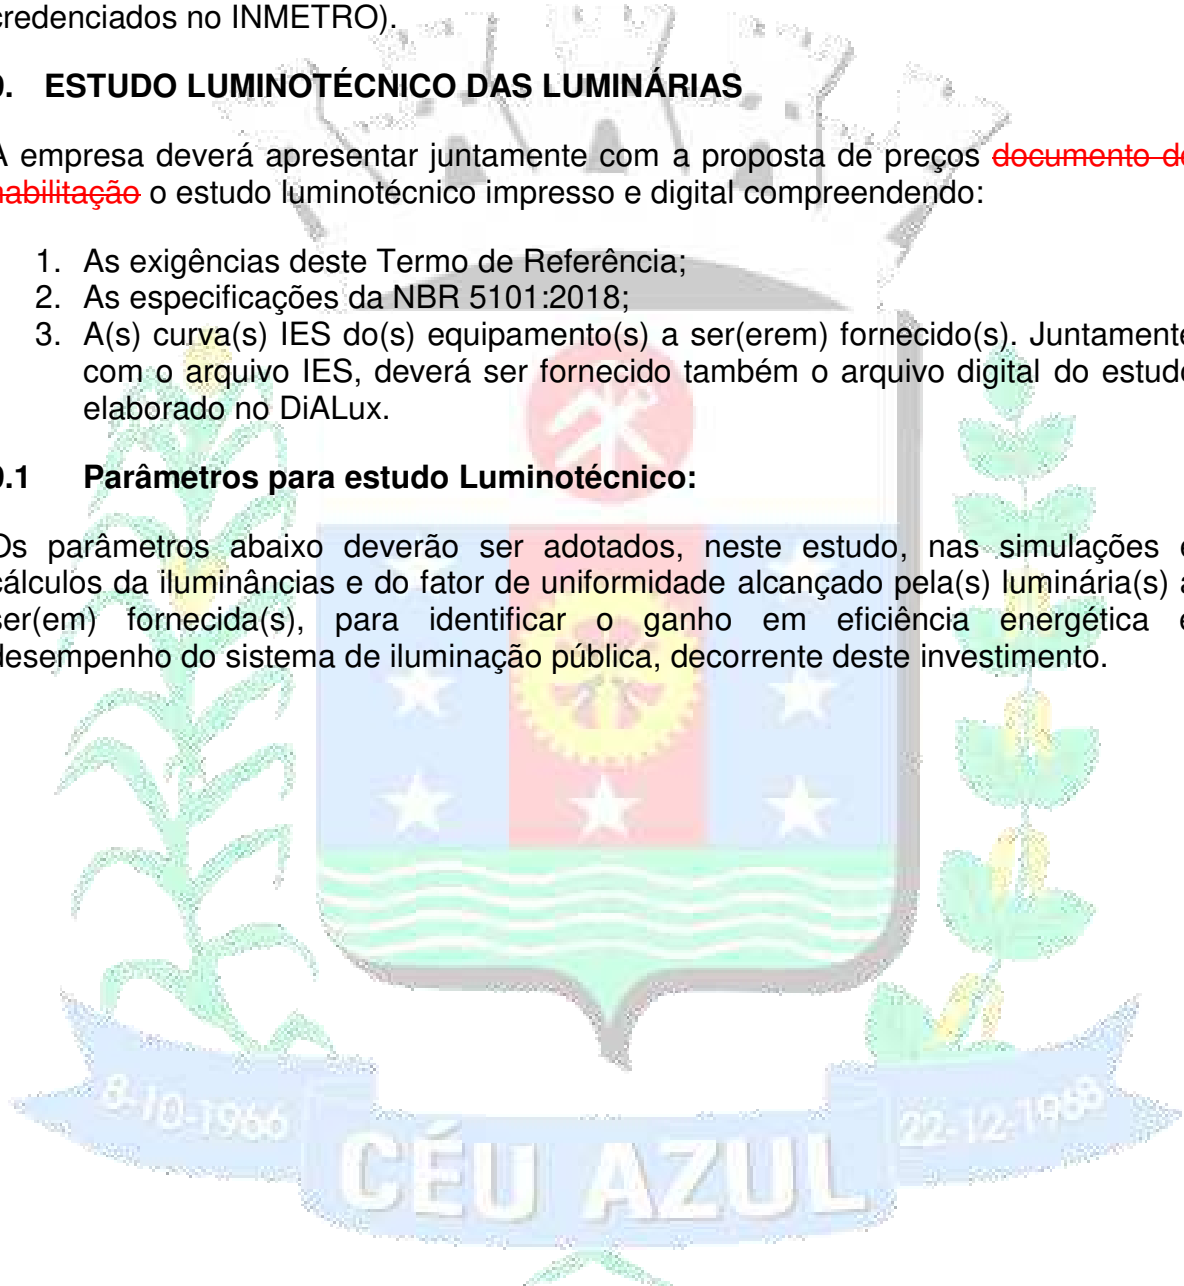 credenciados no INMETRO).
9. ESTUDO LUMINOTÉCNICO DAS LUMINÁRIAS
A empresa deverá apresentar juntamente com a proposta de preços documento de
habilitação o estudo luminotécnico impresso e digital compreendendo:
1. As exigências deste Termo de Referência;
2. As especificações da NBR 5101:2018;
3. A(s) curva(s) IES do(s) equipamento(s) a ser(erem) fornecido(s). Juntamente
com o arquivo IES, deverá ser fornecido também o arquivo digital do estudo
elaborado no DiALux.
9.1 Parâmetros para estudo Luminotécnico:
Os parâmetros abaixo deverão ser adotados, neste estudo, nas simulações e
cálculos da iluminâncias e do fator de uniformidade alcançado pela(s) luminária(s) a
ser(em) fornecida(s), para identificar o ganho em eficiência energética e
desempenho do sistema de iluminação pública, decorrente deste investimento.
8-10-1966
CÉU AZUL
22-12-1968